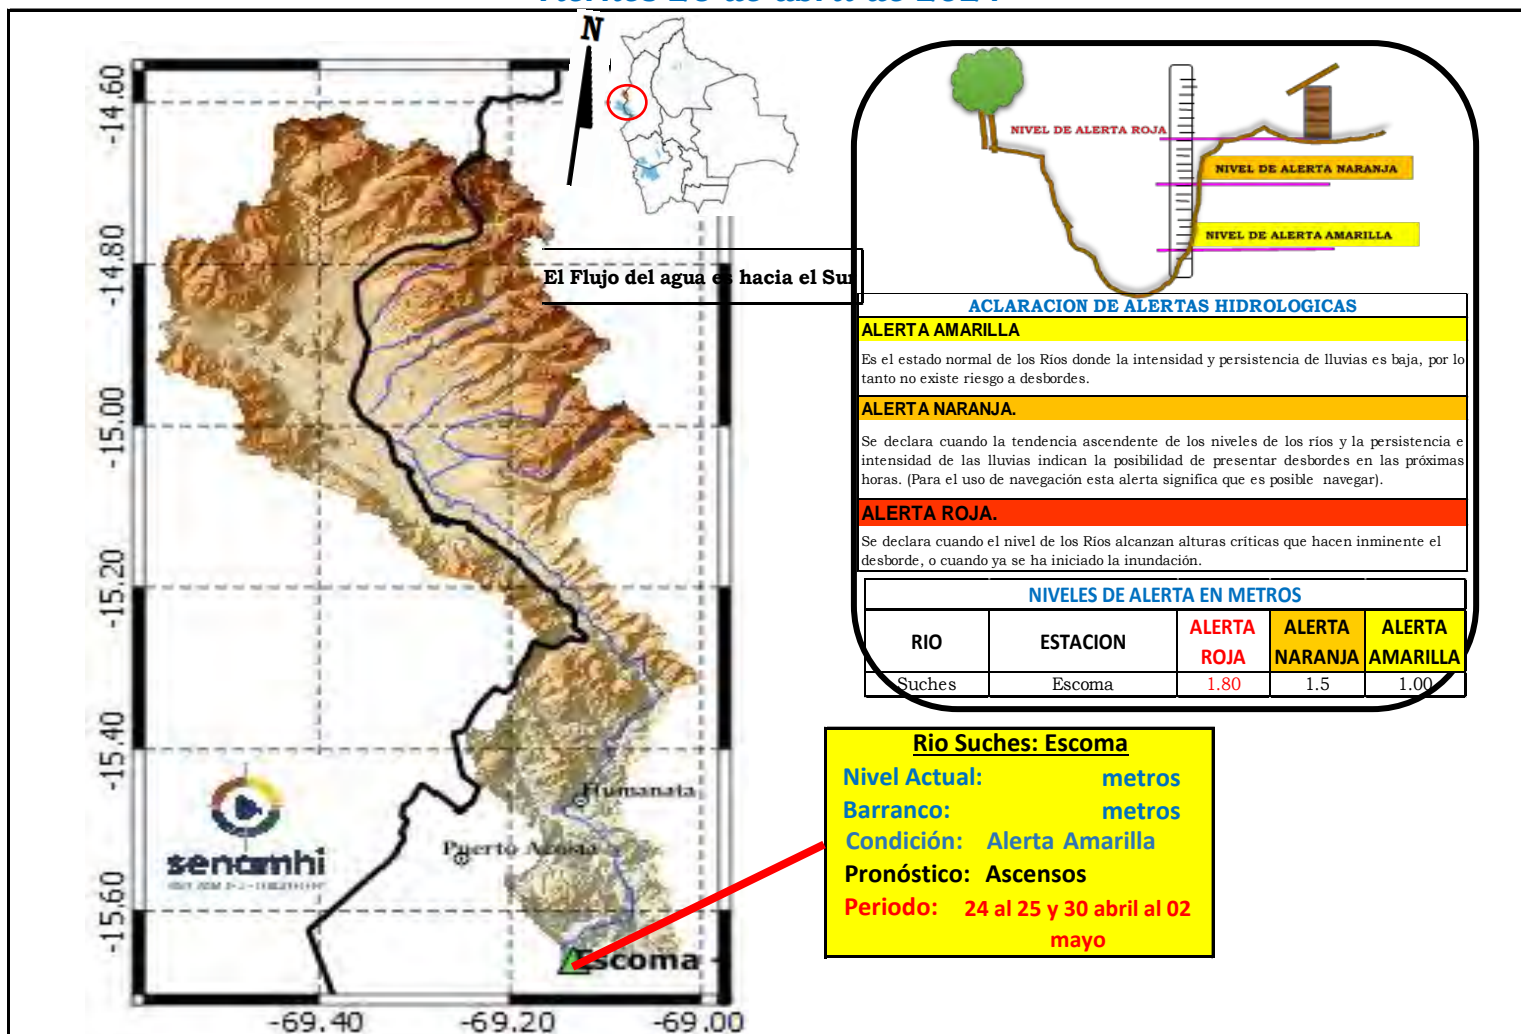 N
El Flujo del agua es hacia el Sur
-14.60
-14.80
-15.00
-15.20
-15.40
-15.60
-69.40
-69.20
-69.00
Humanata
Puerto Acosta
Escoma
senamhi
NIVEL DE ALERTA ROJA
NIVEL DE ALERTA NARANJA
NIVEL DE ALERTA AMARILLA
ACLARACION DE ALERTAS HIDROLOGICAS
ALERTA AMARILLA
Es el estado normal de los Ríos donde la intensidad y persistencia de lluvias es baja, por lo
tanto no existe riesgo a desbordes.
ALERTA NARANJA.
Se declara cuando la tendencia ascendente de los niveles de los ríos y la persistencia e
intensidad de las lluvias indican la posibilidad de presentar desbordes en las próximas
horas. (Para el uso de navegación esta alerta significa que es posible navegar).
ALERTA ROJA.
Se declara cuando el nivel de los Ríos alcanzan alturas críticas que hacen inminente el
desborde, o cuando ya se ha iniciado la inundación.
NIVELES DE ALERTA EN METROS
RIO ESTACION ALERTA ROJA ALERTA NARANJA ALERTA AMARILLA
Suches Escoma 1.80 1.5 1.00
Rio Suches: Escoma
Nivel Actual: metros
Barranco: metros
Condición: Alerta Amarilla
Pronóstico: Ascensos
Periodo: 24 al 25 y 30 abril al 02
mayo